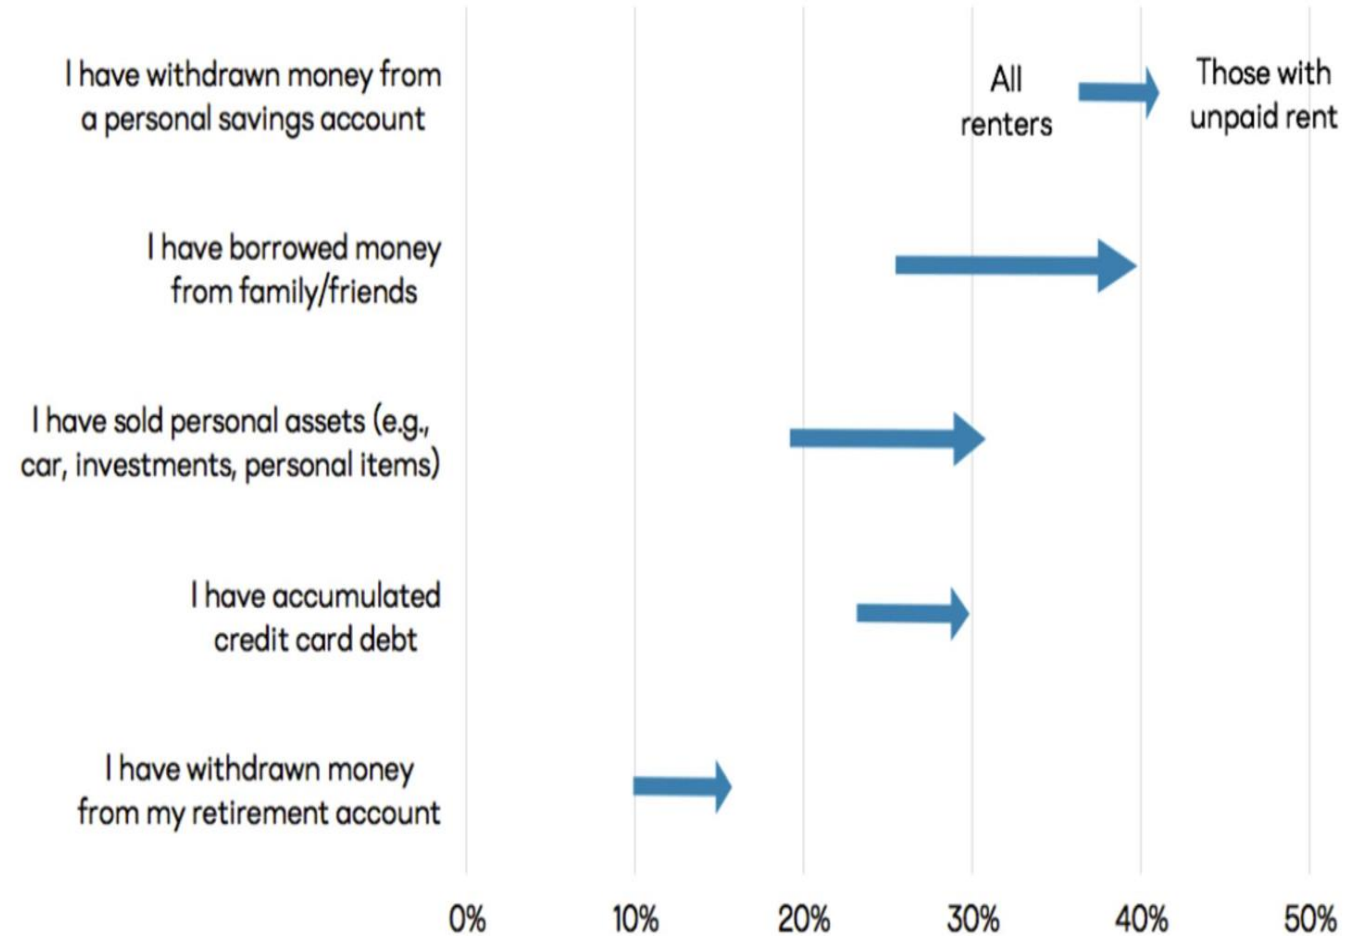 I have withdrawn money from
a personal savings account
All
renters
Those with
unpaid rent
I have borrowed money
from family/friends
I have sold personal assets (e.g.,
car, investments, personal items)
I have accumulated
credit card debt
I have withdrawn money
from my retirement account
0% 10% 20% 30% 40% 50%